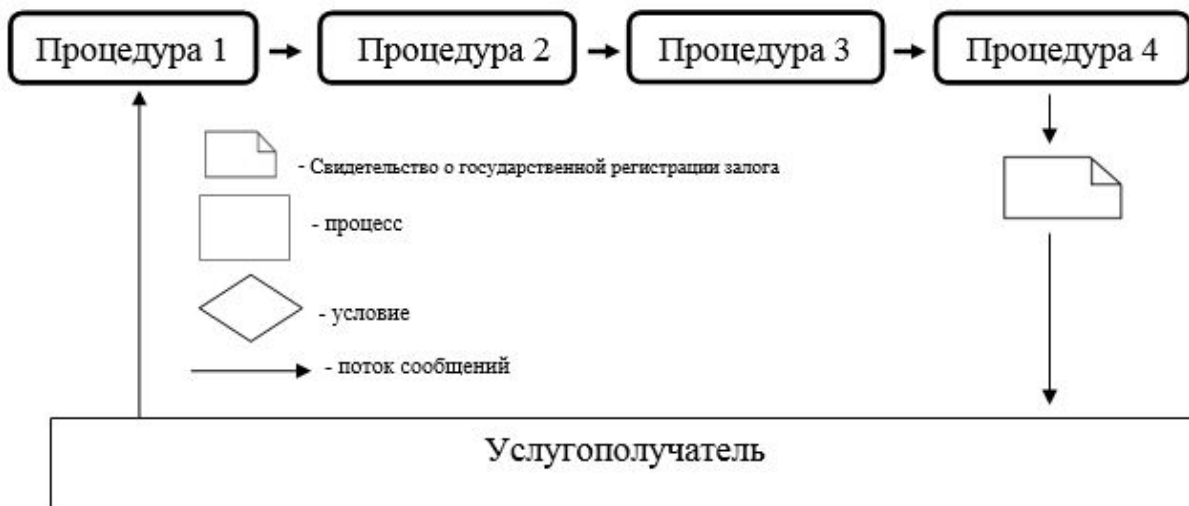 Процедура 1
Процедура 2
Процедура 3
Процедура 4
- Свидетельство о государственной регистрации залога
- процесс
- условие
- поток сообщений
Услугополучатель